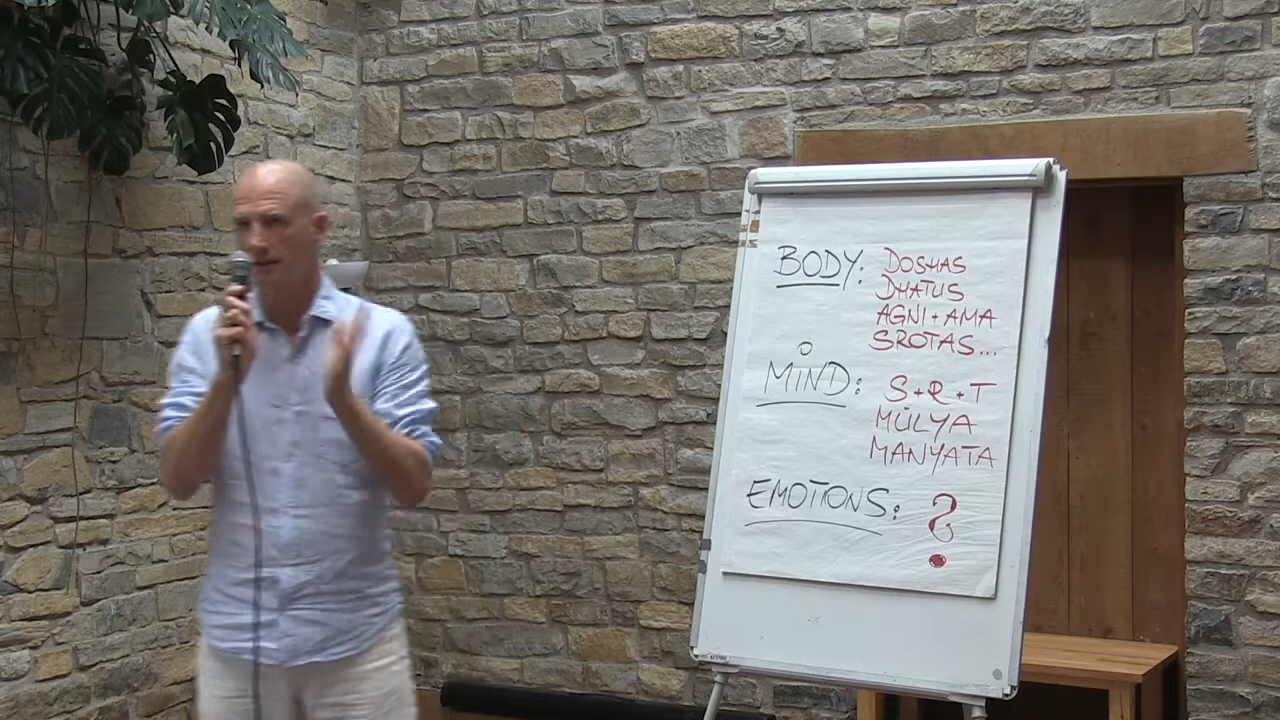 BODY: DOSHAS
DHATUS
AGNI + AMA
SROTAS...
MIND: S + R + T
MŪLYA
MANYATA
EMOTIONS: ?